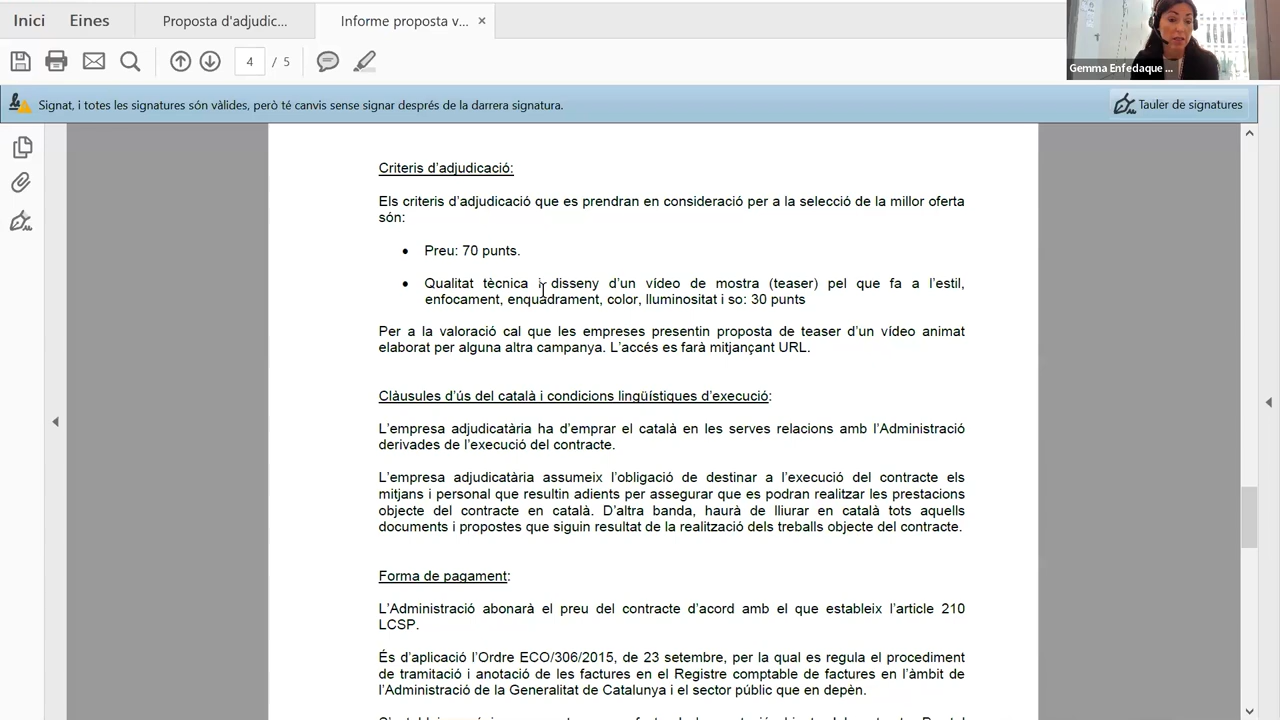 Inici Eines Proposta d'adjudic... Informe proposta v... ×
4 / 5
Gemma Enfedaque ...
Signat, i totes les signatures són vàlides, però té canvis sense signar després de la darrera signatura. Tauler de signatures
Criteris d'adjudicació:
Els criteris d'adjudicació que es prendran en consideració per a la selecció de la millor oferta
són:
• Preu: 70 punts.
• Qualitat tècnica i disseny d'un vídeo de mostra (teaser) pel que fa a l'estil,
enfocament, enquadrament, color, lluminositat i so: 30 punts
Per a la valoració cal que les empreses presentin proposta de teaser d'un vídeo animat
elaborat per alguna altra campanya. L'accés es farà mitjançant URL.
Clàusules d'ús del català i condicions lingüístiques d'execució:
L'empresa adjudicatària ha d'emprar el català en les serves relacions amb l'Administració
derivades de l'execució del contracte.
L'empresa adjudicatària assumeix l'obligació de destinar a l'execució del contracte els
mitjans i personal que resultin adients per assegurar que es podran realitzar les prestacions
objecte del contracte en català. D'altra banda, haurà de lliurar en català tots aquells
documents i propostes que siguin resultat de la realització dels treballs objecte del contracte.
Forma de pagament:
L'Administració abonarà el preu del contracte d'acord amb el que estableix l'article 210
LCSP.
És d'aplicació l'Ordre ECO/306/2015, de 23 setembre, per la qual es regula el procediment
de tramitació i anotació de les factures en el Registre comptable de factures en l'àmbit de
l'Administració de la Generalitat de Catalunya i el sector públic que en depèn.